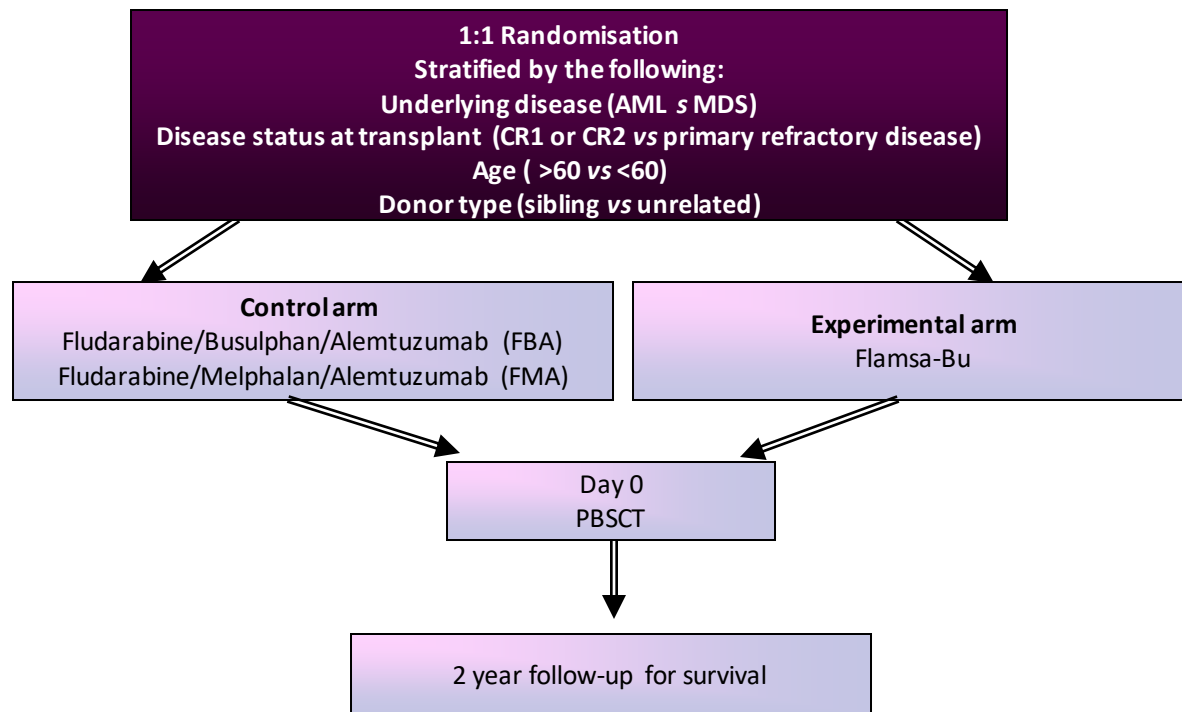 1:1 Randomisation
Stratified by the following:
Underlying disease (AML s MDS)
Disease status at transplant (CR1 or CR2 vs primary refractory disease)
Age ( >60 vs <60)
Donor type (sibling vs unrelated)
Control arm
Fludarabine/Busulphan/Alemtuzumab (FBA)
Fludarabine/Melphalan/Alemtuzumab (FMA)
Experimental arm
Flamsa-Bu
Day 0
PBSCT
2 year follow-up for survival